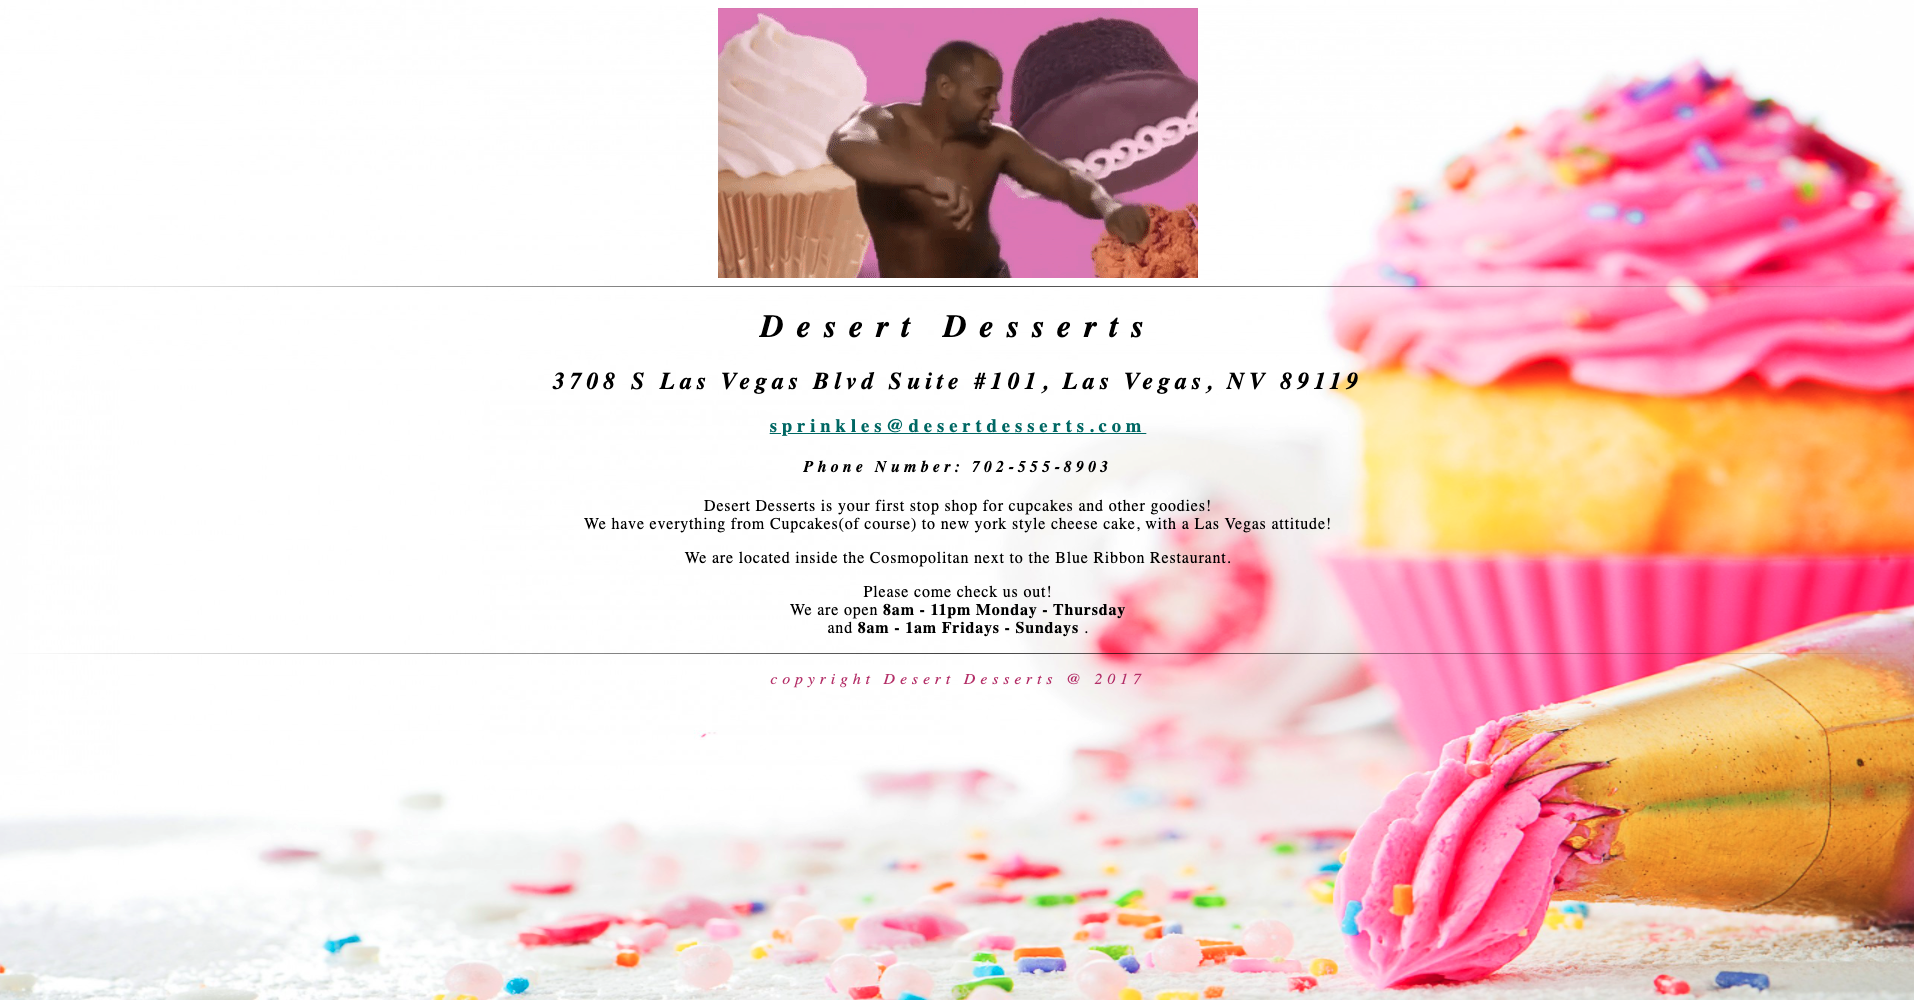 Desert Desserts
3708 S Las Vegas Blvd Suite #101, Las Vegas, NV 89119
sprinkles@desertdesserts.com
Phone Number: 702-555-8903
Desert Desserts is your first stop shop for cupcakes and other goodies!
We have everything from Cupcakes(of course) to new york style cheese cake, with a Las Vegas attitude!
We are located inside the Cosmopolitan next to the Blue Ribbon Restaurant.
Please come check us out!
We are open 8am - 11pm Monday - Thursday
and 8am - 1am Fridays - Sundays .
copyright Desert Desserts @ 2017